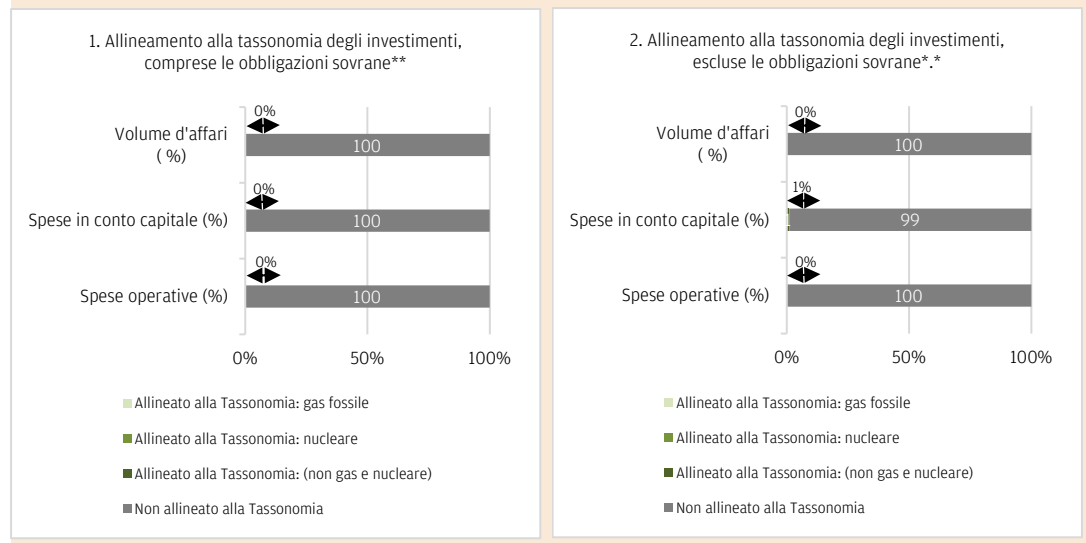 1. Allineamento alla tassonomia degli investimenti,
comprese le obbligazioni sovrane**
0%
Volume d'affari
( %)
100
0%
Spese in conto capitale (%)
100
0%
Spese operative (%)
100
0%
50%
100%
Allineato alla Tassonomia: gas fossile
Allineato alla Tassonomia: nucleare
Allineato alla Tassonomia: (non gas e nucleare)
Non allineato alla Tassonomia
2. Allineamento alla tassonomia degli investimenti,
escluse le obbligazioni sovrane*.*
0%
Volume d'affari
( %)
100
1%
Spese in conto capitale (%)
1
99
0%
Spese operative (%)
100
0%
50%
100%
Allineato alla Tassonomia: gas fossile
Allineato alla Tassonomia: nucleare
Allineato alla Tassonomia: (non gas e nucleare)
Non allineato alla Tassonomia